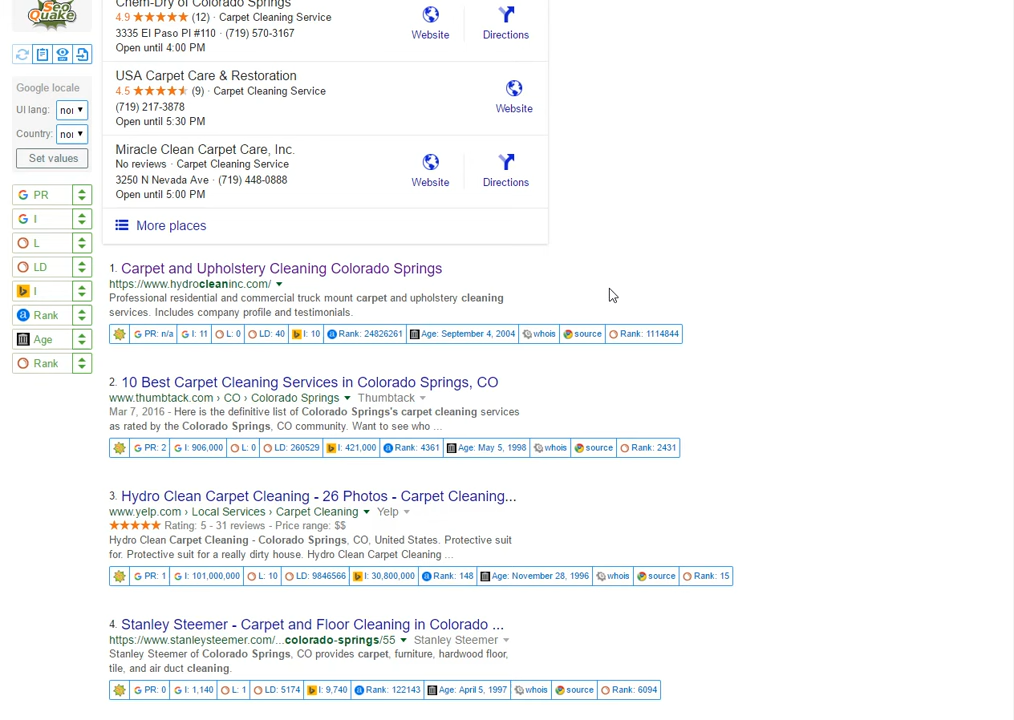 SEO Quake
Chem-Dry of Colorado Springs
4.9 ★★★★★ (12) · Carpet Cleaning Service
3335 El Paso Pl #110 · (719) 570-3167
Open until 4:00 PM
Website
Directions
USA Carpet Care & Restoration
4.5 ★★★★★ (9) · Carpet Cleaning Service
(719) 217-3878
Open until 5:30 PM
Website
Miracle Clean Carpet Care, Inc.
No reviews · Carpet Cleaning Service
3250 N Nevada Ave · (719) 448-0888
Open until 5:00 PM
Website
Directions
More places
Google locale
UI lang: noi
Country: noi
Set values
PR
I
L
LD
I
Rank
Age
Rank
1. Carpet and Upholstery Cleaning Colorado Springs
https://www.hydrocleaninc.com/
Professional residential and commercial truck mount carpet and upholstery cleaning
services. Includes company profile and testimonials.
PR: n/a I: 11 L: 0 LD: 40 I: 10 Rank: 24826261 Age: September 4, 2004 whois source Rank: 1114844
2. 10 Best Carpet Cleaning Services in Colorado Springs, CO
www.thumbtack.com › CO › Colorado Springs Thumbtack
Mar 7, 2016 - Here is the definitive list of Colorado Springs's carpet cleaning services
as rated by the Colorado Springs, CO community. Want to see who ...
PR: 2 I: 906,000 L: 0 LD: 260529 I: 421,000 Rank: 4361 Age: May 5, 1998 whois source Rank: 2431
3. Hydro Clean Carpet Cleaning - 26 Photos - Carpet Cleaning...
www.yelp.com › Local Services › Carpet Cleaning Yelp
★★★★★ Rating: 5 - 31 reviews - Price range: $$
Hydro Clean Carpet Cleaning - Colorado Springs, CO, United States. Protective suit
for. Protective suit for a really dirty house. Hydro Clean Carpet Cleaning ...
PR: 1 I: 101,000,000 L: 10 LD: 9846566 I: 30,800,000 Rank: 148 Age: November 28, 1996 whois source Rank: 15
4. Stanley Steemer - Carpet and Floor Cleaning in Colorado ...
https://www.stanleysteemer.com/...colorado-springs/55 Stanley Steemer
Stanley Steemer of Colorado Springs, CO provides carpet, furniture, hardwood floor,
tile, and air duct cleaning.
PR: 0 I: 1,140 L: 1 LD: 5174 I: 9,740 Rank: 122143 Age: April 5, 1997 whois source Rank: 6094